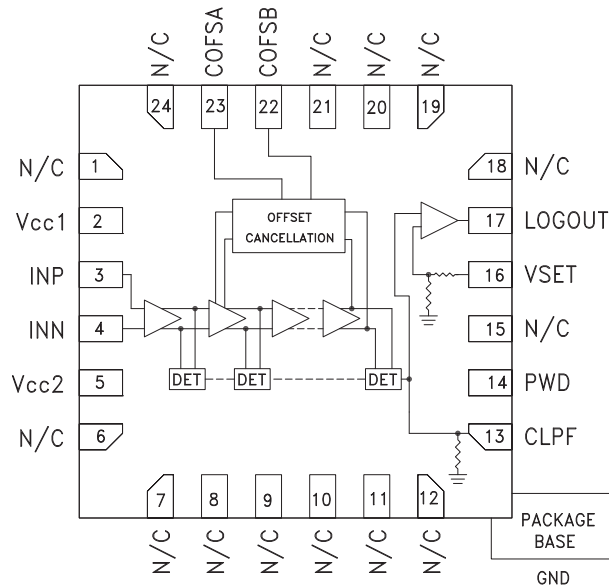 N/C
COFSA
COFSB
N/C
N/C
N/C
24
23
22
21
20
19
N/C
1
18
N/C
Vcc1
2
17
LOGOUT
OFFSET
CANCELLATION
INP
3
16
VSET
INN
4
15
N/C
Vcc2
5
DET
DET
DET
14
PWD
N/C
6
13
CLPF
7
8
9
10
11
12
N/C
N/C
N/C
N/C
N/C
N/C
PACKAGE
BASE
GND